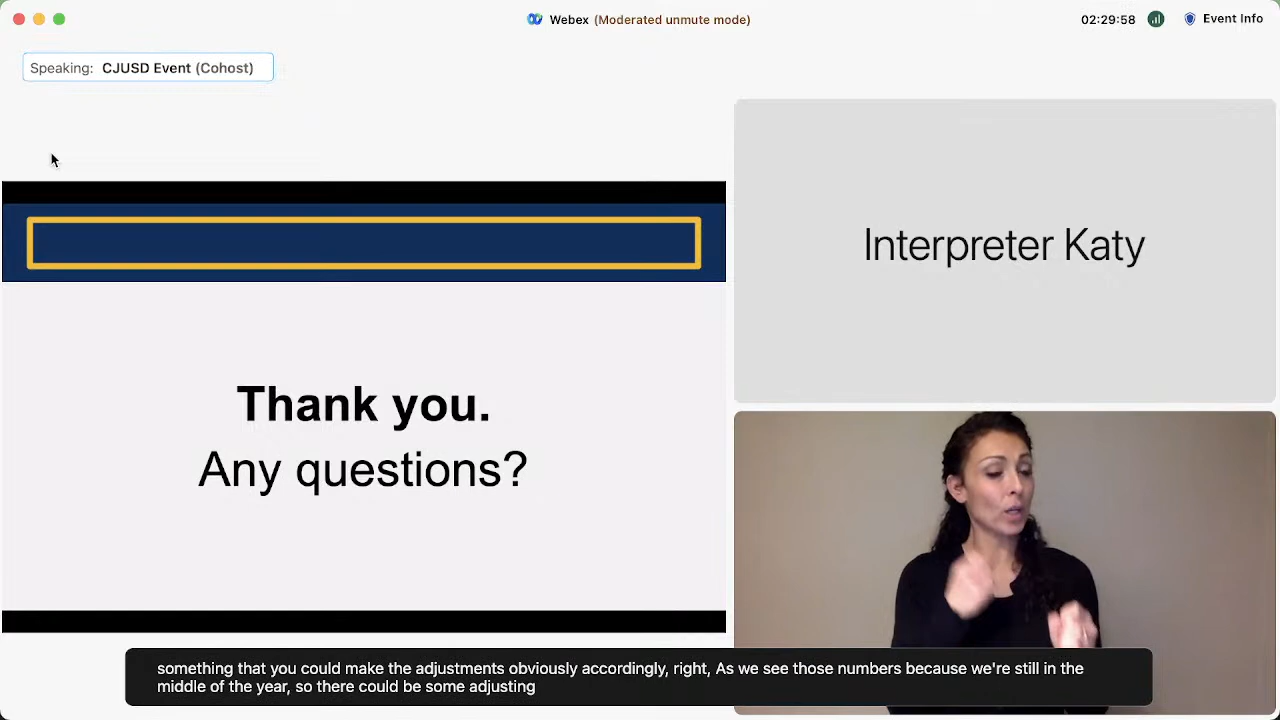 Webex (Moderated unmute mode)
02:29:58
Event Info
Speaking: CJUSD Event (Cohost)
Interpreter Katy
Thank you.
Any questions?
something that you could make the adjustments obviously accordingly, right, As we see those numbers because we're still in the
middle of the year, so there could be some adjusting